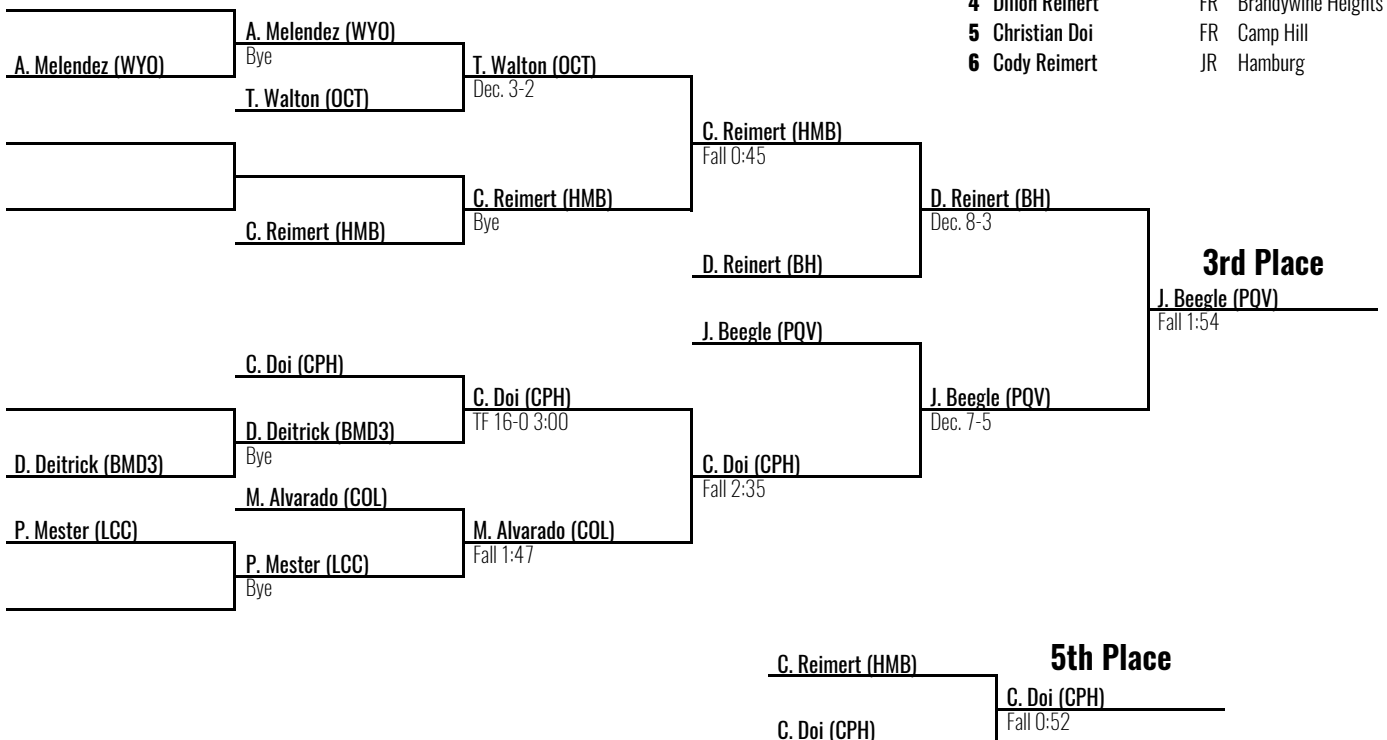 4 Dillon Reinert FR Brandywine Heights
5 Christian Doi FR Camp Hill
6 Cody Reimert JR Hamburg
A. Melendez (WYO)
A. Melendez (WYO)
Bye
T. Walton (OCT)
T. Walton (OCT)
Dec. 3-2
C. Reimert (HMB)
C. Reimert (HMB)
Bye
C. Reimert (HMB)
Fall 0:45
D. Reinert (BH)
D. Reinert (BH)
Dec. 8-3
3rd Place
J. Beegle (PQV)
Fall 1:54
J. Beegle (PQV)
J. Beegle (PQV)
Dec. 7-5
C. Doi (CPH)
C. Doi (CPH)
TF 16-0 3:00
D. Deitrick (BMD3)
Bye
D. Deitrick (BMD3)
C. Doi (CPH)
Fall 2:35
M. Alvarado (COL)
M. Alvarado (COL)
Fall 1:47
P. Mester (LCC)
P. Mester (LCC)
Bye
5th Place
C. Reimert (HMB)
C. Doi (CPH)
Fall 0:52
C. Doi (CPH)